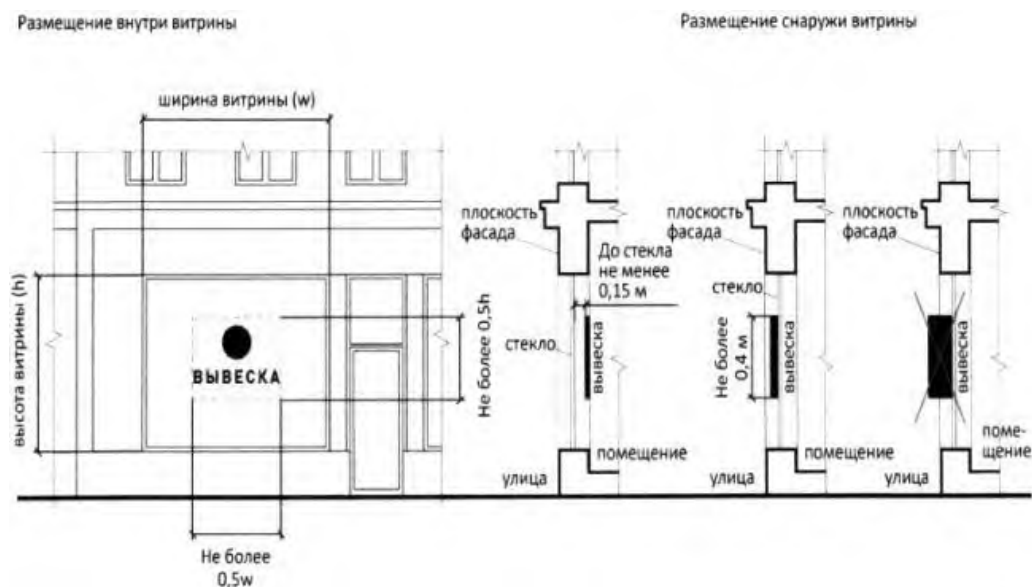 Размещение внутри витрины
Размещение снаружи витрины
ширина витрины (w)
высота витрины (h)
ВЫВЕСКА
Не более 0,5h
Не более
0,5w
плоскость
фасада
До стекла
не менее
0,15 м
стекло
вывеска
помещение
улица
плоскость
фасада
стекло
Не более
0,4 м
вывеска
помещение
улица
плоскость
фасада
вывеска
поме-
щение
улица